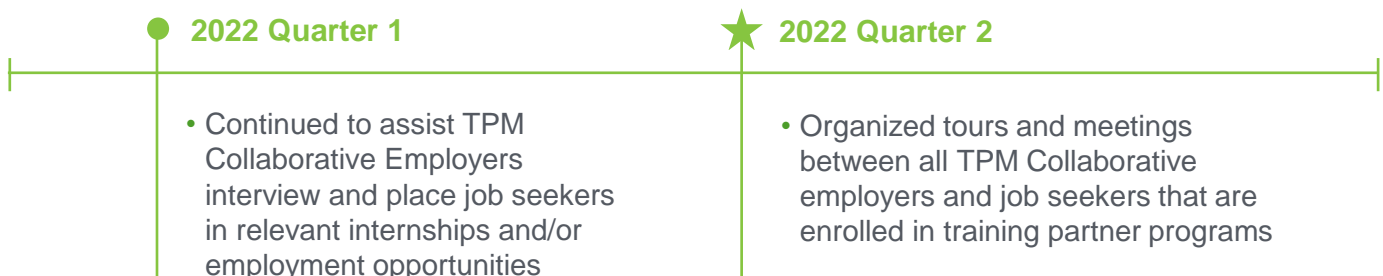 2022 Quarter 1
• Continued to assist TPM
Collaborative Employers
interview and place job seekers
in relevant internships and/or
employment opportunities
2022 Quarter 2
• Organized tours and meetings
between all TPM Collaborative
employers and job seekers that are
enrolled in training partner programs